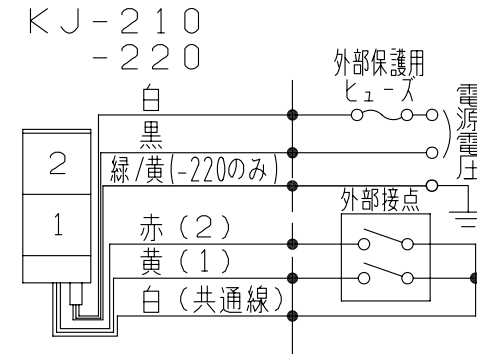 KJ-210
-220
外部保護用
ヒューズ
白
黒
緑/黄(-220のみ)
電源電圧
2
1
外部接点
赤(2)
黄(1)
白(共通線)